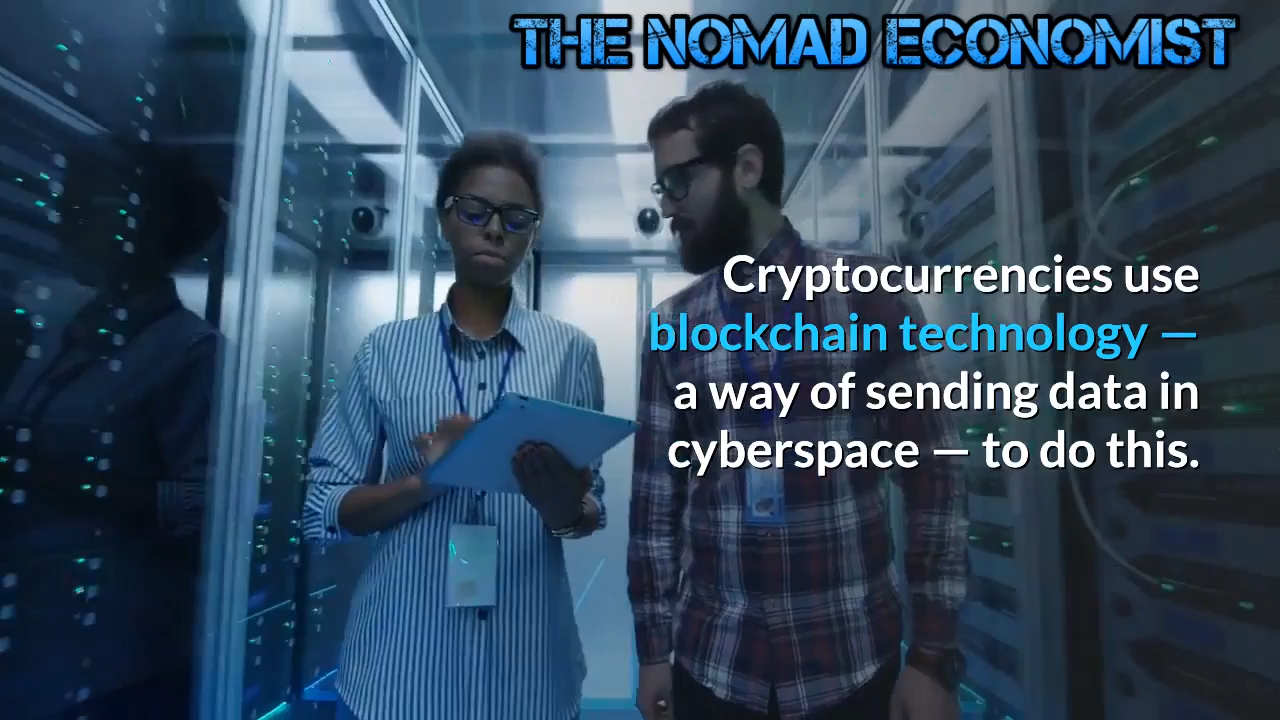 THE NOMAD ECONOMIST
Cryptocurrencies use
blockchain technology —
a way of sending data in
cyberspace — to do this.